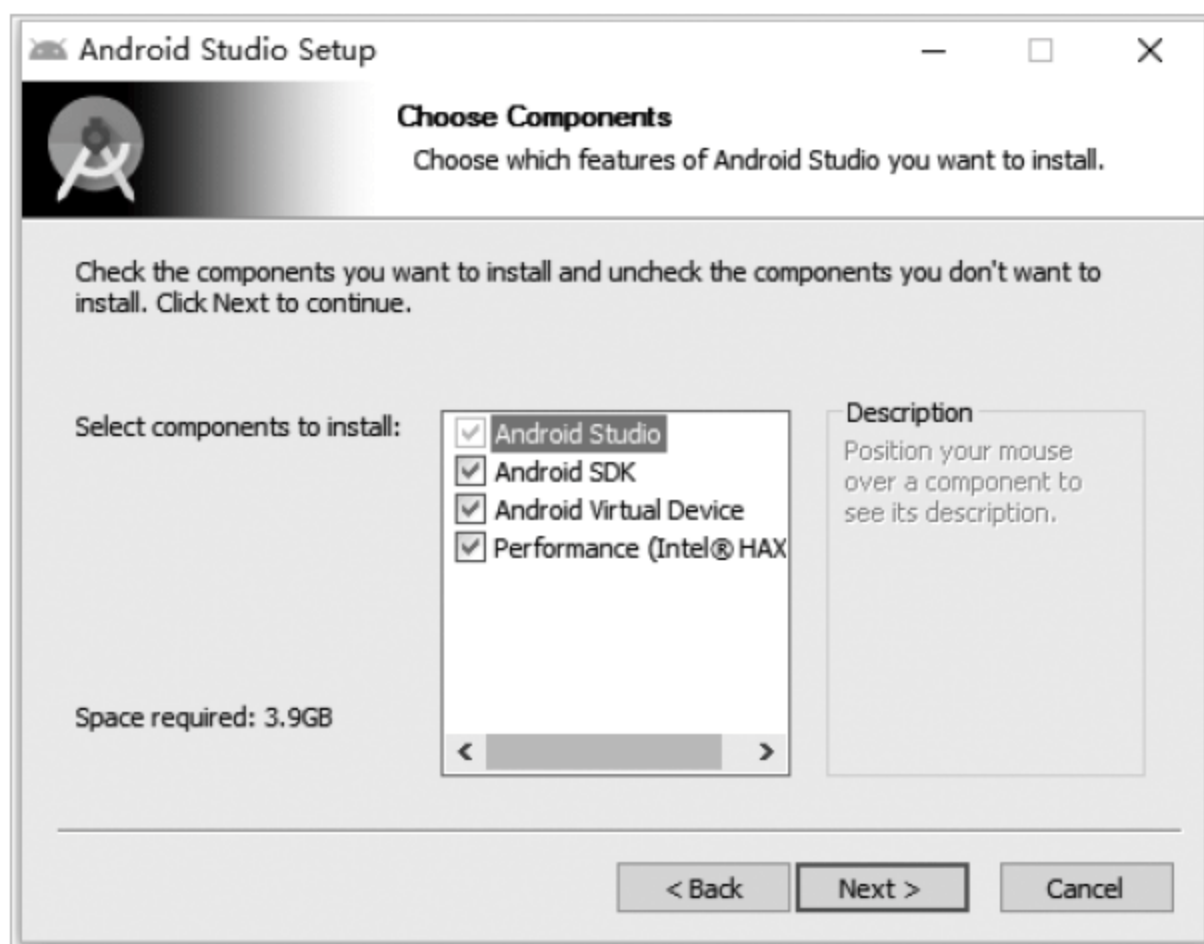 Android Studio Setup
Choose Components
Choose which features of Android Studio you want to install.
Check the components you want to install and uncheck the components you don't want to
install. Click Next to continue.
Select components to install:
Android Studio
Android SDK
Android Virtual Device
Performance (Intel® HAX
Description
Position your mouse
over a component to
see its description.
Space required: 3.9GB
< Back
Next >
Cancel